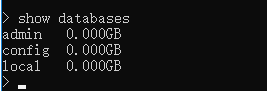 > show databases
admin   0.000GB
config  0.000GB
local   0.000GB
>